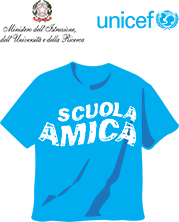 unicef
Ministero dell'Istruzione,
dell'Università e della Ricerca
SCUOLA
AMICA